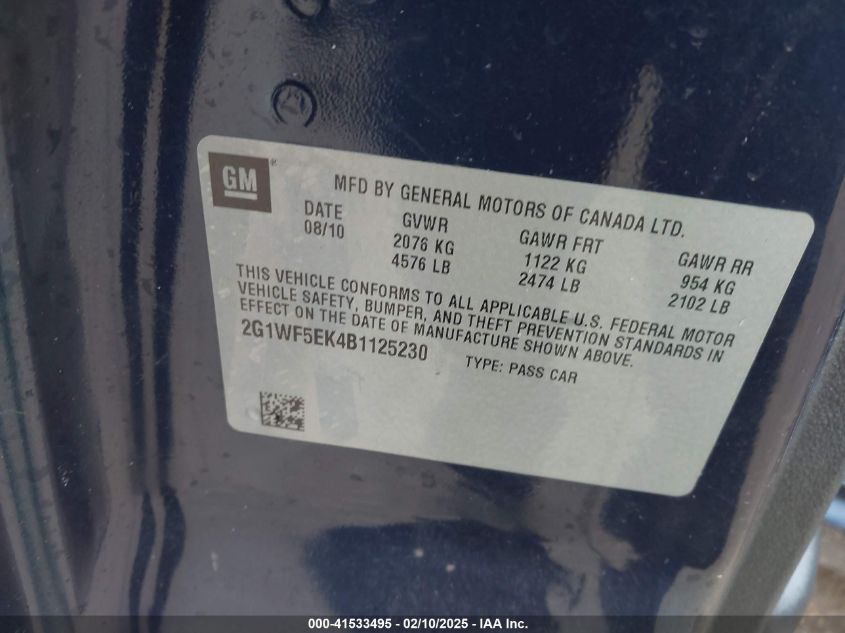 GM ®
MFD BY GENERAL MOTORS OF CANADA LTD.
DATE GVWR GAWR FRT GAWR RR
08/10 2076 KG 1122 KG 954 KG
4576 LB 2474 LB 2102 LB
THIS VEHICLE CONFORMS TO ALL APPLICABLE U.S. FEDERAL MOTOR
VEHICLE SAFETY, BUMPER, AND THEFT PREVENTION STANDARDS IN
EFFECT ON THE DATE OF MANUFACTURE SHOWN ABOVE.
2G1WF5EK4B1125230 TYPE: PASS CAR
000-41533495 - 02/10/2025 - IAA Inc.